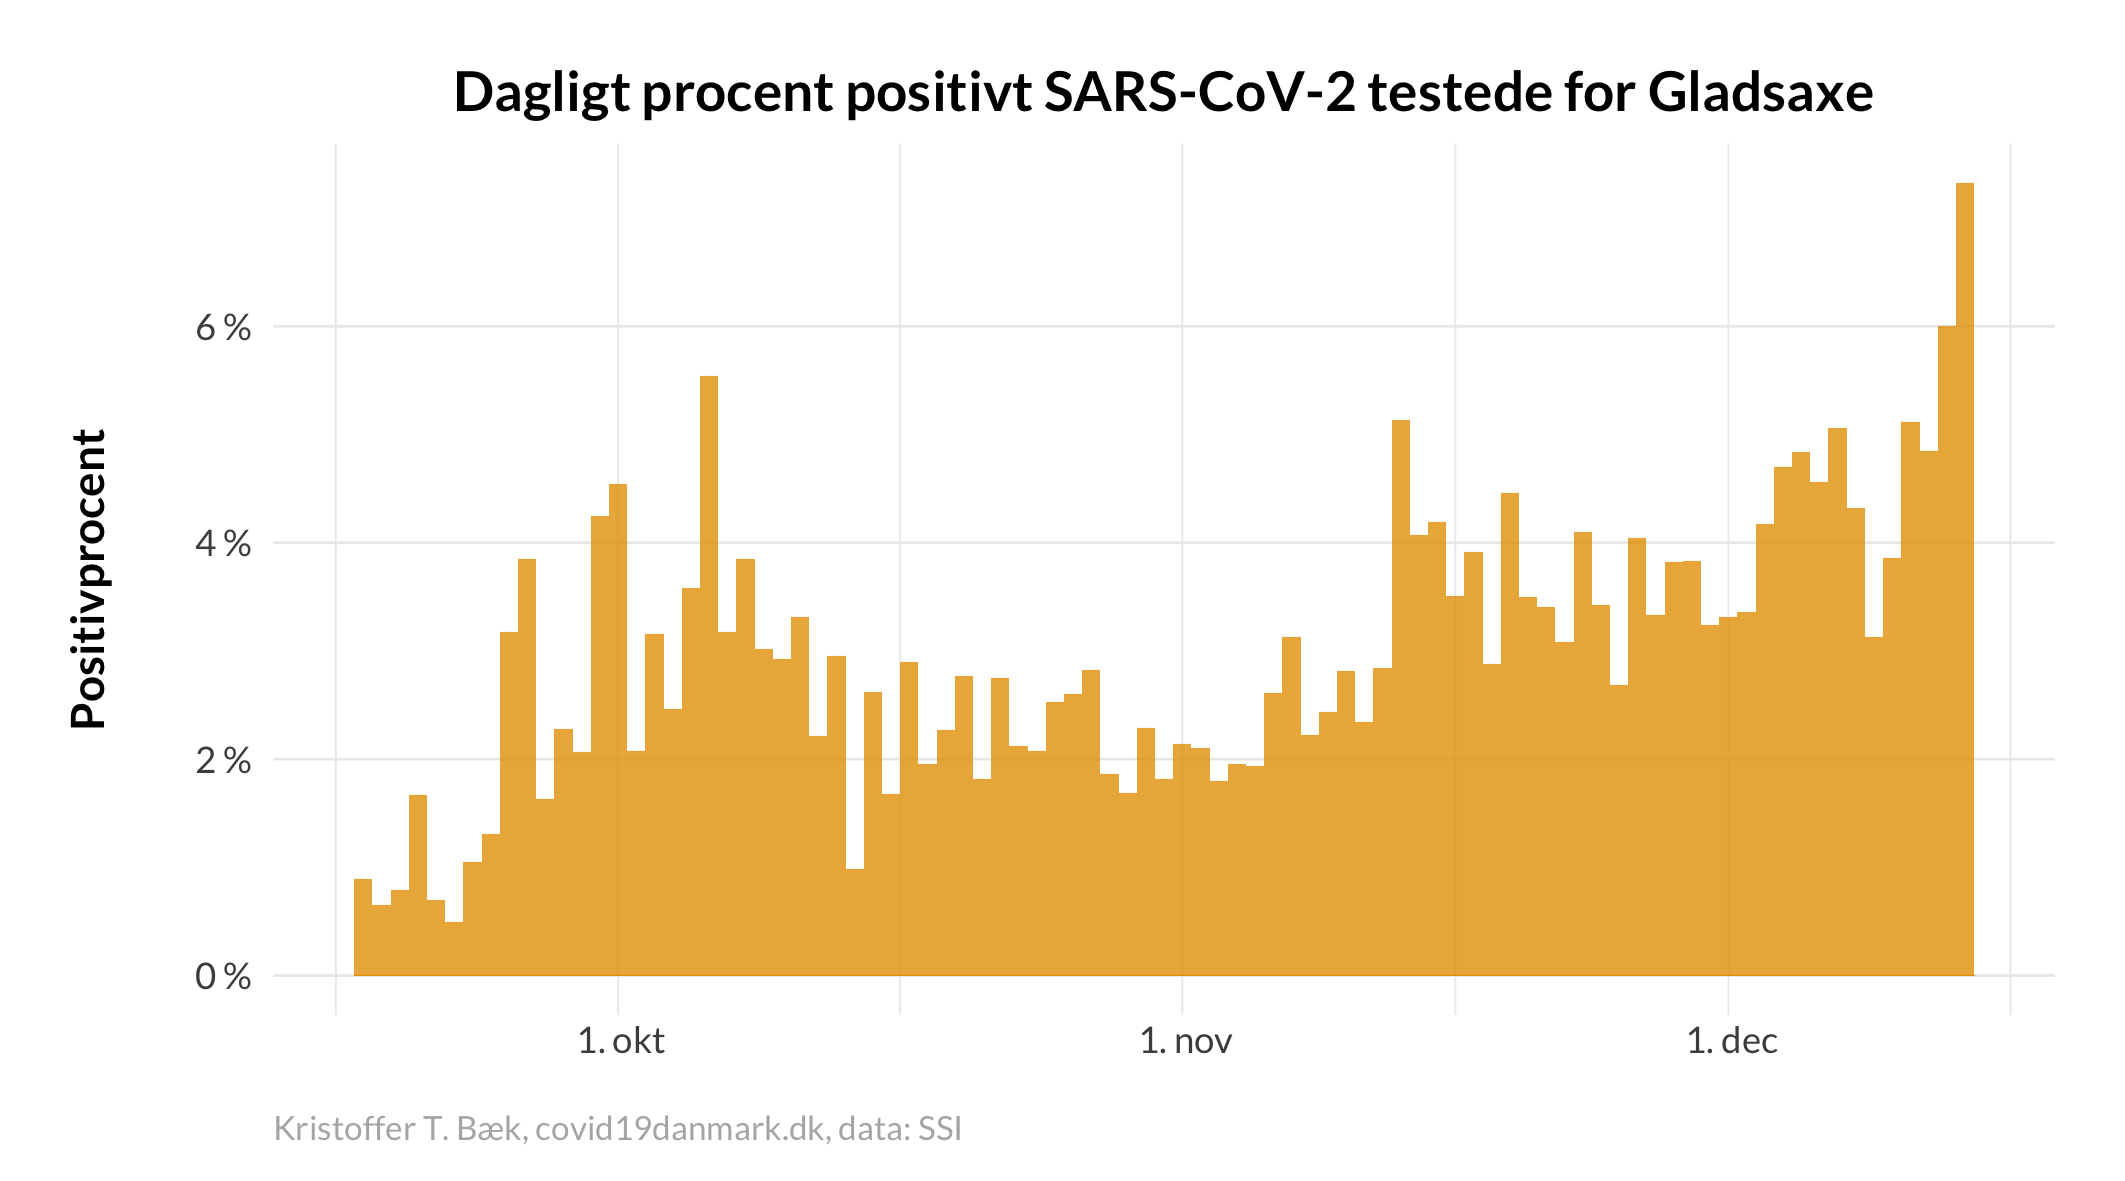 Dagligt procent positivt SARS-CoV-2 testede for Gladsaxe
Positivprocent
6 %
4 %
2 %
0 %
1. okt
1. nov
1. dec
Kristoffer T. Bæk, covid19danmark.dk, data: SSI